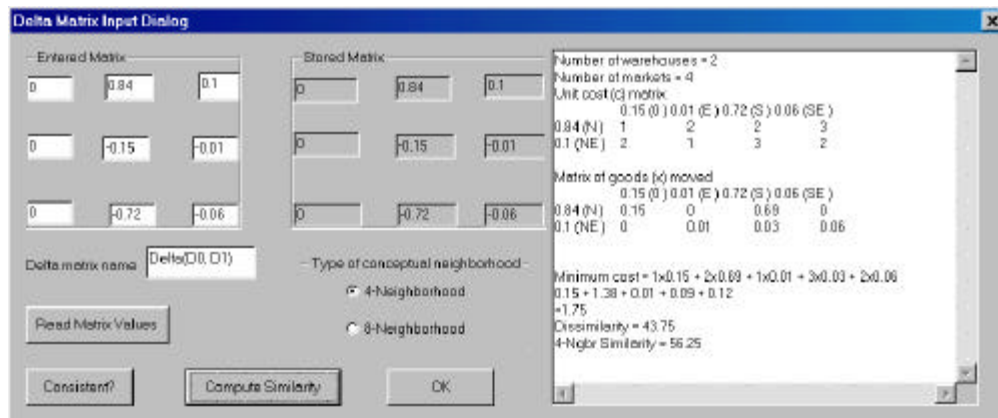 Delta Matrix Input Dialog
Entered Matrix
0 0.84 0.1
0 -0.15 -0.01
0 -0.72 -0.06
Delta matrix name Delta(D0, D1)
Read Matrix Values
Consistent?
Stored Matrix
0 0.84 0.1
0 -0.15 -0.01
0 -0.72 -0.06
Type of conceptual neighborhood
4-Neighborhood
8-Neighborhood
Compute Similarity
OK
Number of warehouses = 2
Number of markets = 4
Unit cost (c) matrix
0.15 (0 ) 0.01 (E ) 0.72 (S ) 0.06 (SE )
0.84 (N) 1 2 2 3
0.1 (NE ) 2 1 3 2
Matrix of goods (x) moved
0.15 (0 ) 0.01 (E ) 0.72 (S ) 0.06 (SE )
0.84 (N) 0.15 0 0.69 0
0.1 (NE ) 0 0.01 0.03 0.06
Minimum cost = 1x0.15 + 2x0.69 + 1x0.01 + 3x0.03 + 2x0.06
0.15 + 1.38 + 0.01 + 0.09 + 0.12
=1.75
Dissimilarity = 43.75
4-Ngbr Similarity = 56.25